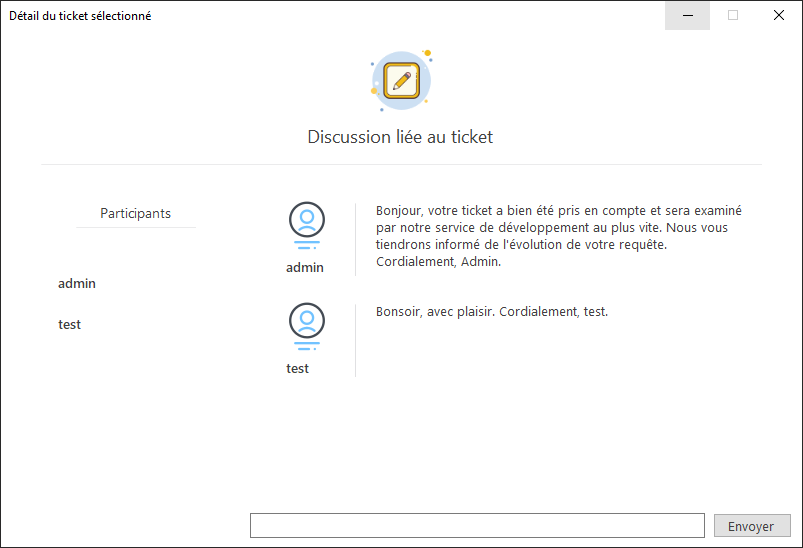 Détail du ticket sélectionné
Discussion liée au ticket
Participants
admin
test
admin
Bonjour, votre ticket a bien été pris en compte et sera examiné
par notre service de développement au plus vite. Nous vous
tiendrons informé de l'évolution de votre requête.
Cordialement, Admin.
test
Bonsoir, avec plaisir. Cordialement, test.
Envoyer